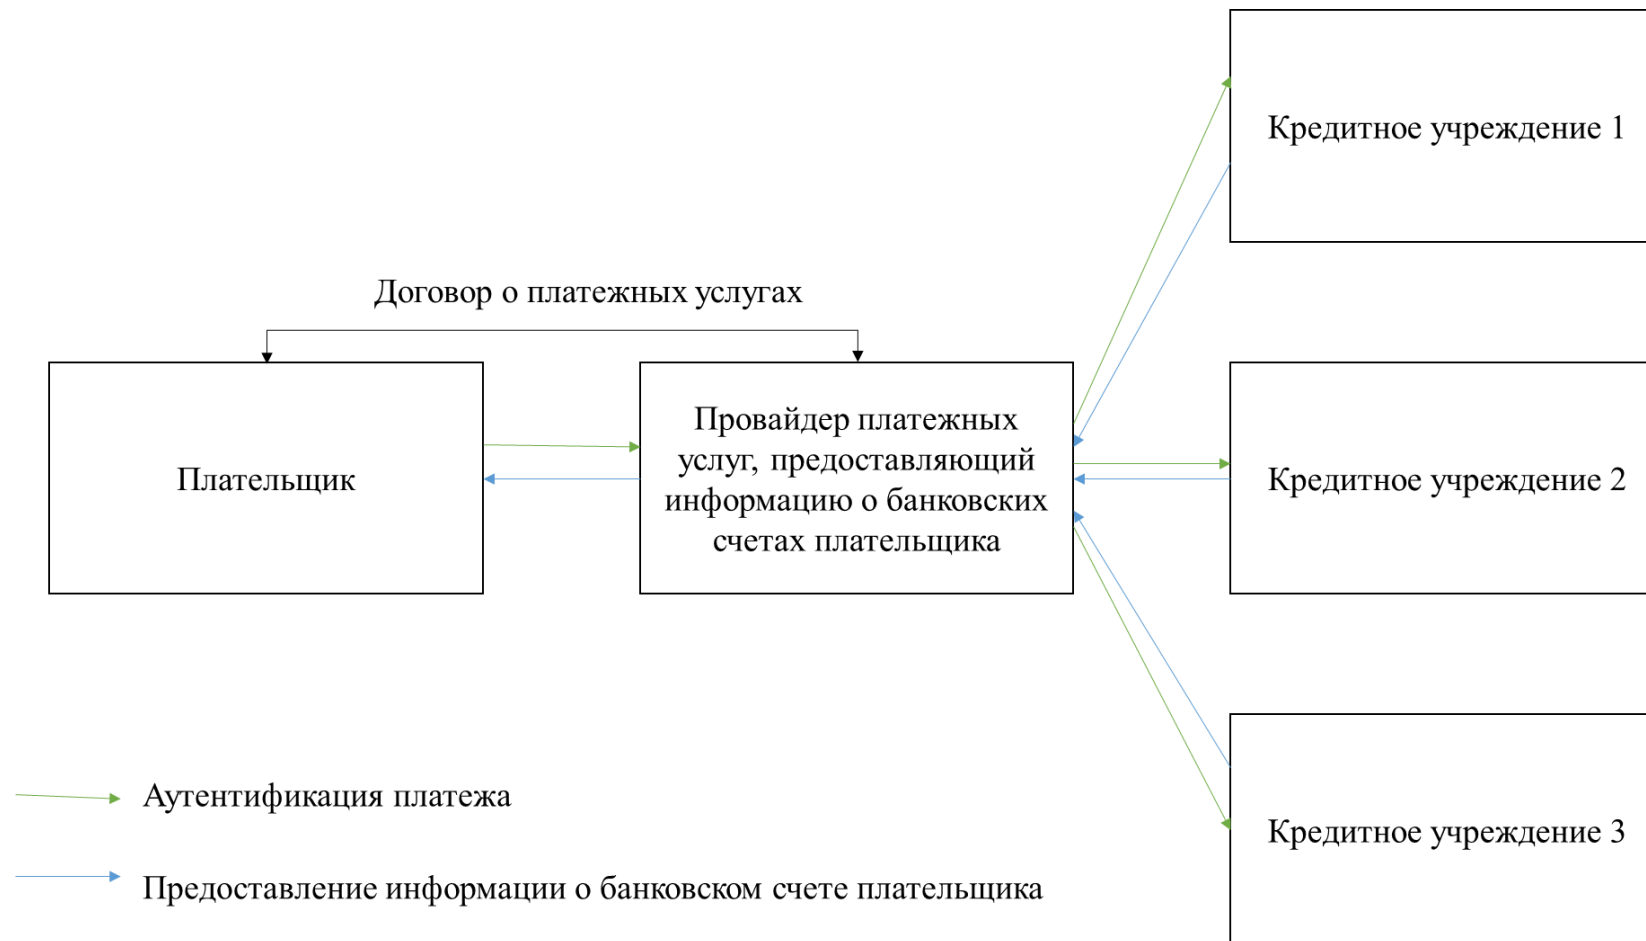 Кредитное учреждение 1
Договор о платежных услугах
Плательщик
Провайдер платежных
услуг, предоставляющий
информацию о банковских
счетах плательщика
Кредитное учреждение 2
Аутентификация платежа
Предоставление информации о банковском счете плательщика
Кредитное учреждение 3